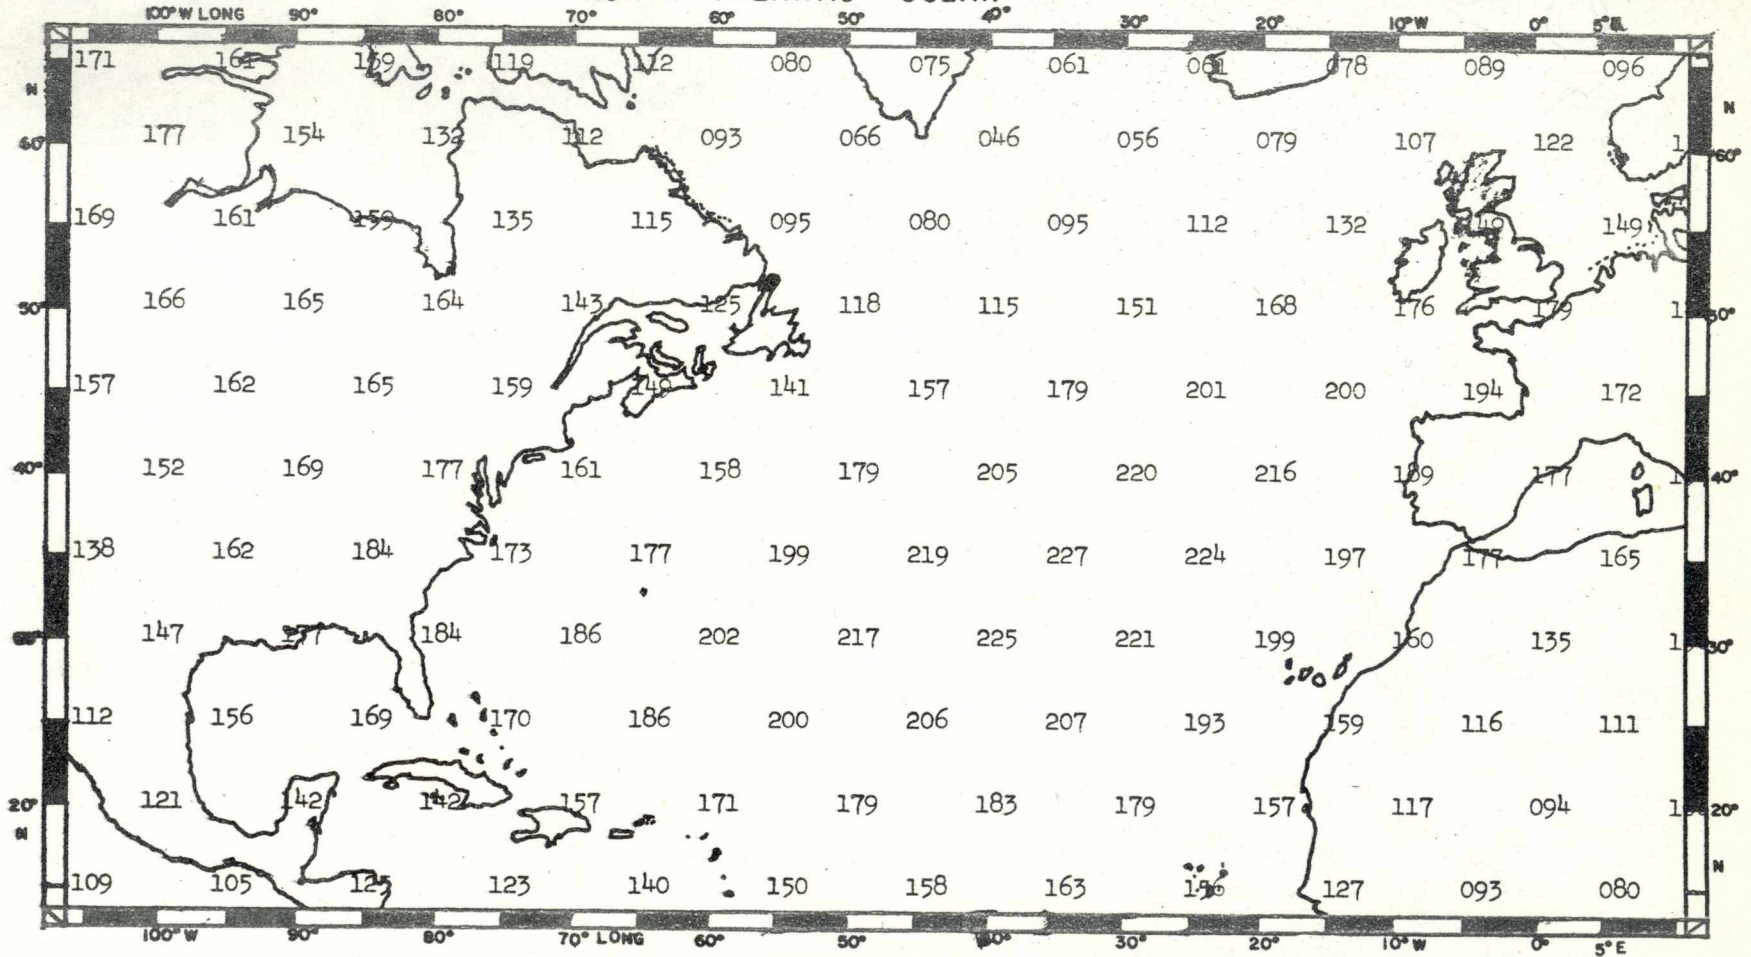 100° W LONG 90° 80° 70° 60° 50° 40° 30° 20° 10° W 0° 5° E
171 161 159 119 112 080 075 061 061 078 089 096
N N
60° 177 154 132 112 093 066 046 056 079 107 122 60°
169 161 159 135 115 095 080 095 112 132 149 149
50° 166 165 164 143 125 118 115 151 168 176 179 50°
157 162 165 159 149 141 157 179 201 200 194 172
40° 152 169 177 161 158 179 205 220 216 189 177 40°
138 162 184 173 177 199 219 227 224 197 177 165
147 177 184 186 202 217 225 221 199 160 135 30°
112 156 169 170 186 200 206 207 193 159 116 111
20° 121 142 142 157 171 179 183 179 157 117 094 20°
N N
109 105 125 123 140 150 158 163 156 127 093 080
100° W 90° 80° 70° LONG 60° 50° 40° 30° 20° 10° W 0° 5° E